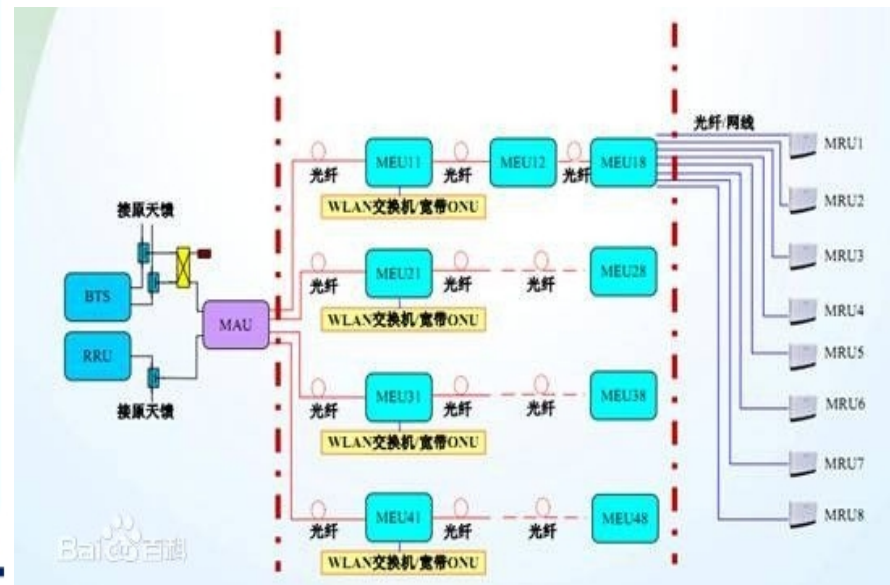 光纤/网线
MEU11
MEU12
MEU18
光纤
光纤
光纤
WLAN交换机/宽带ONU
MRU1
MRU2
MRU3
MRU4
MRU5
MRU6
MRU7
MRU8
接原天馈
BTS
RRU
MAU
接原天馈
MEU21
MEU28
光纤
光纤
光纤
WLAN交换机/宽带ONU
MEU31
MEU38
光纤
光纤
光纤
WLAN交换机/宽带ONU
MEU41
MEU48
光纤
光纤
光纤
WLAN交换机/宽带ONU
Baidu百科